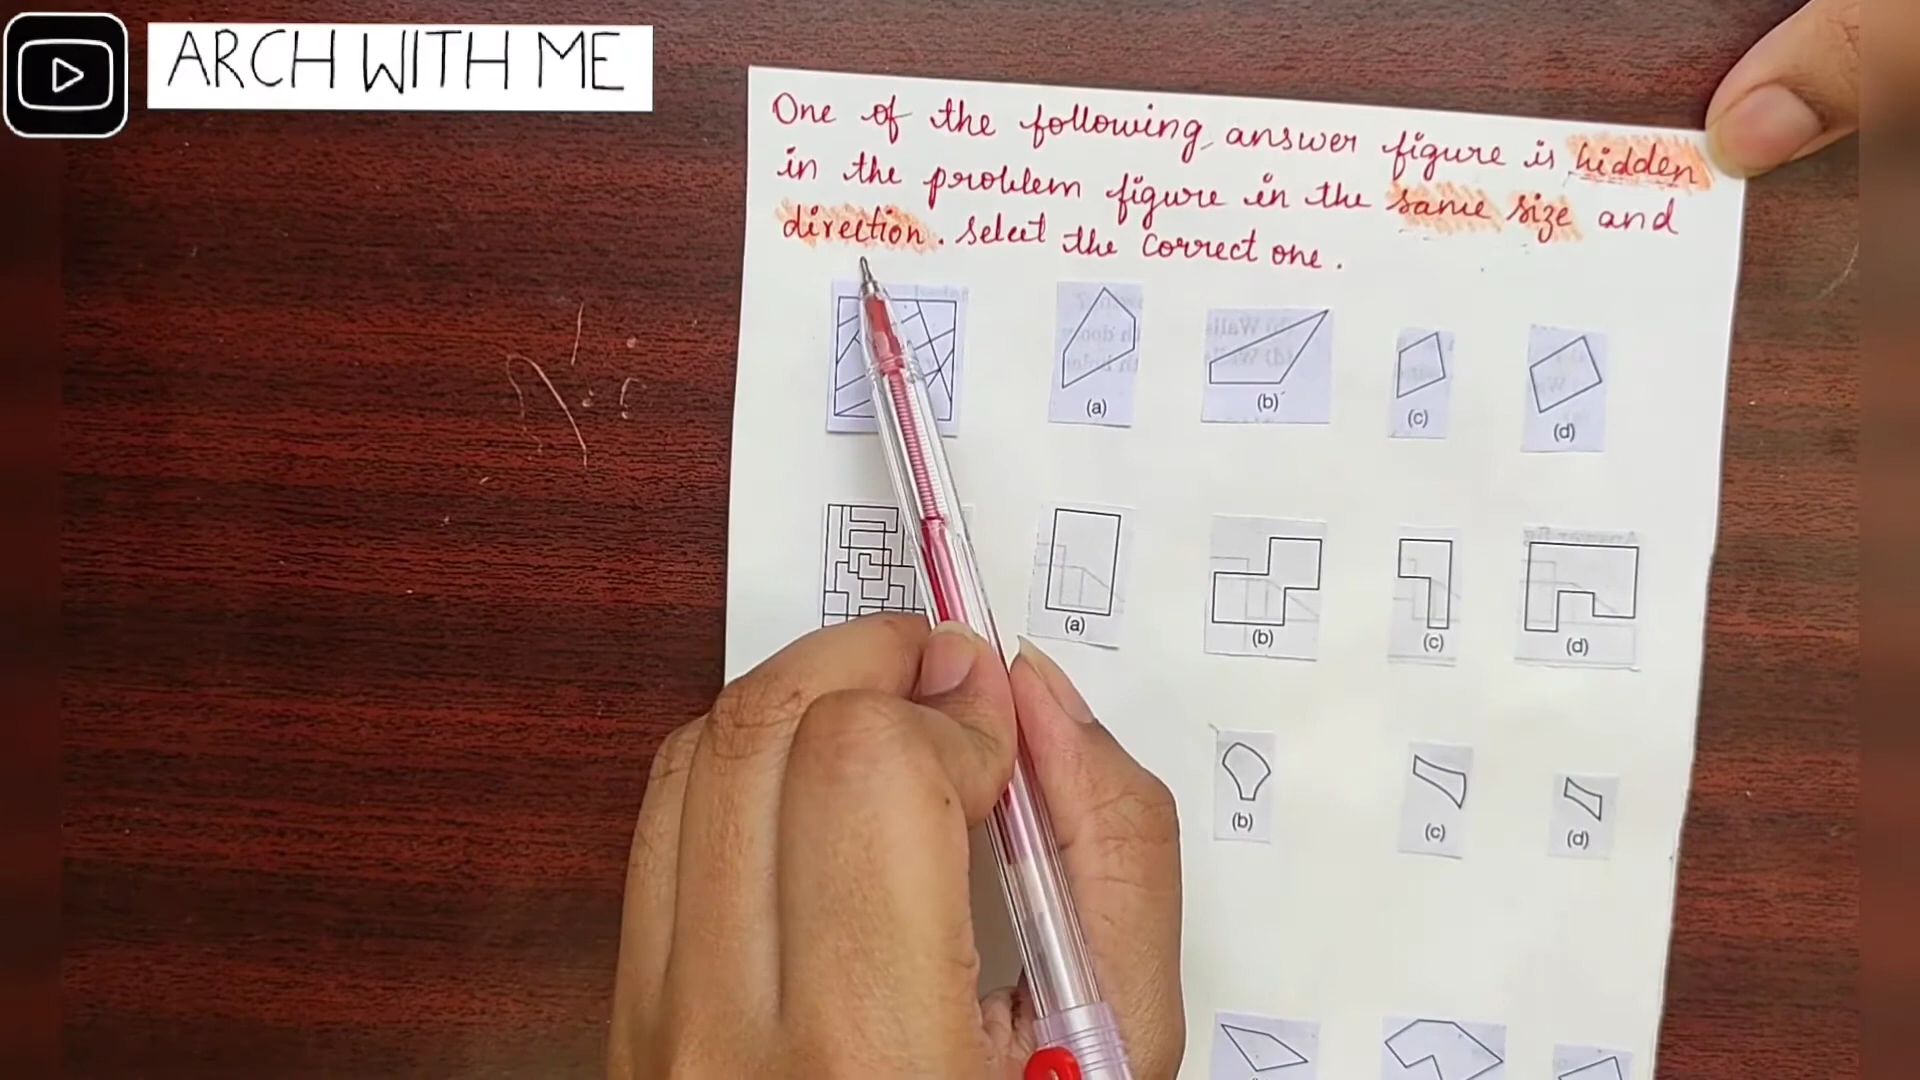 ARCH WITH ME
One of the following answer figure is hidden
in the problem figure in the same size and
direction. Select the correct one.
(a) (b) (c) (d)
(a) (b) (c) (d)
(b) (c) (d)